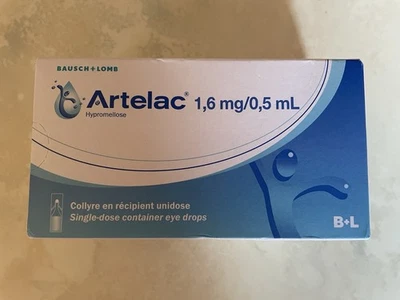 BAUSCH + LOMB
Artelac® 1,6 mg/0,5 mL
Hypromellose
Collyre en récipient unidose
Single-dose container eye drops
B+L